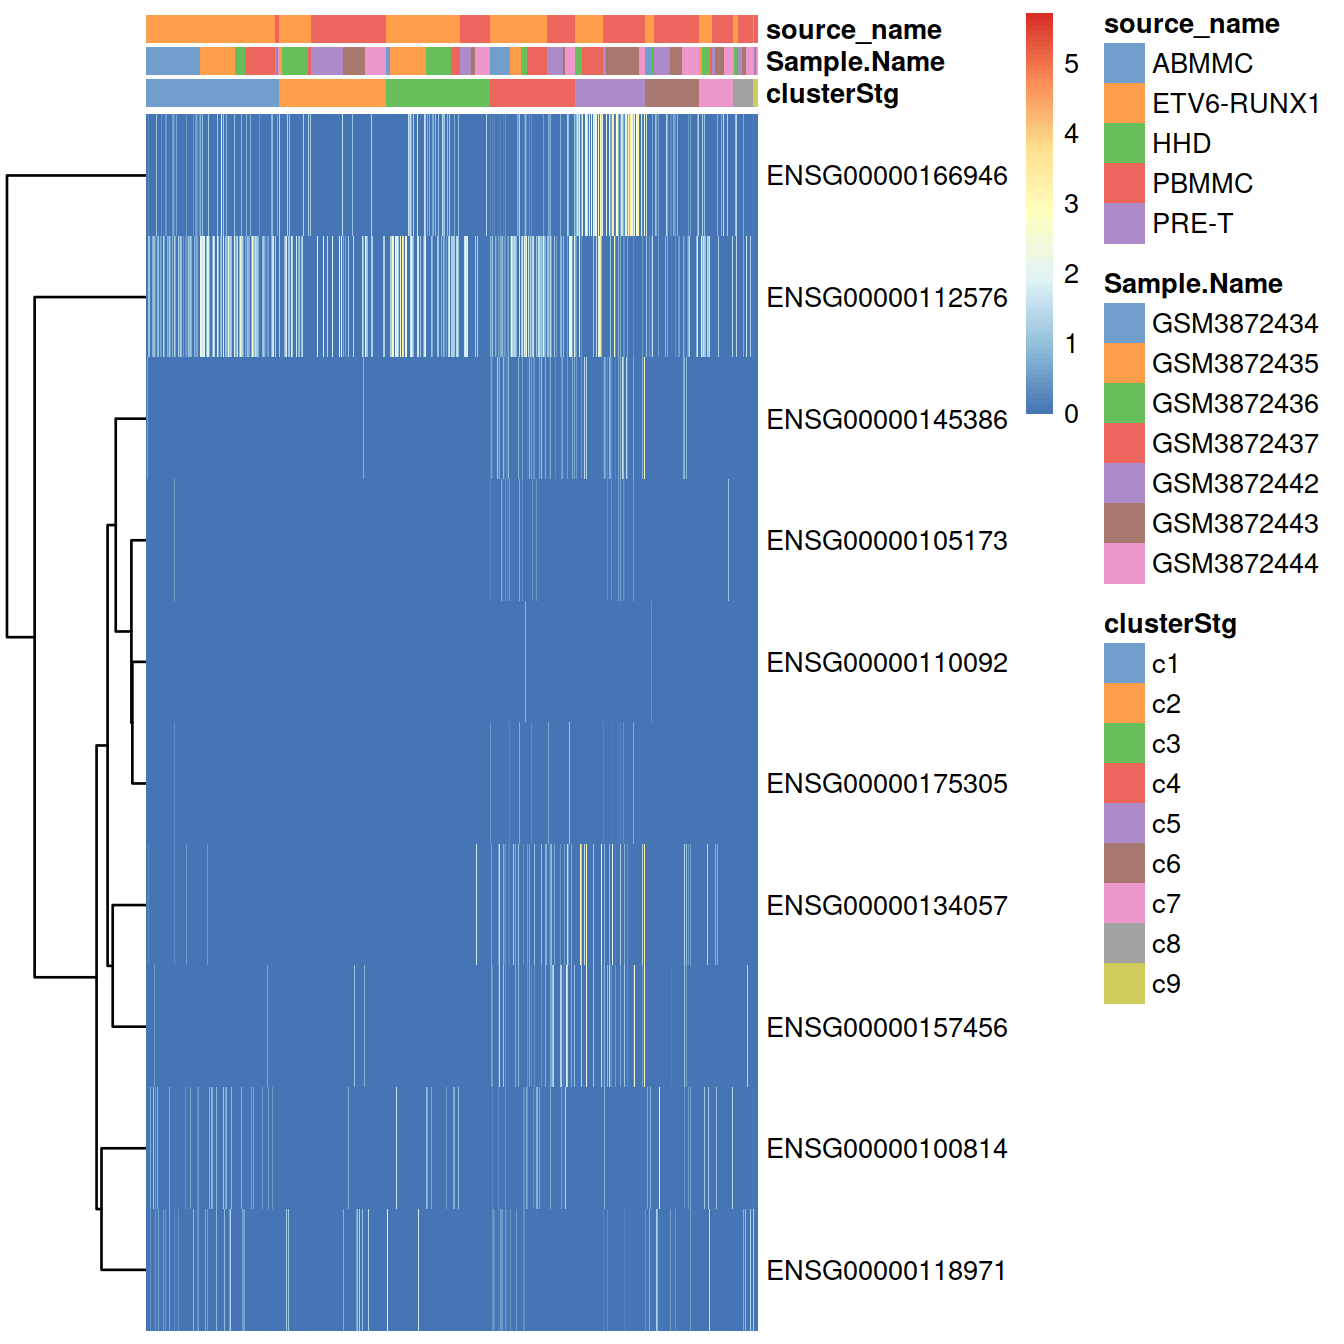 source_name
Sample.Name
clusterStg
ENSG00000166946
ENSG00000112576
ENSG00000145386
ENSG00000105173
ENSG00000110092
ENSG00000175305
ENSG00000134057
ENSG00000157456
ENSG00000100814
ENSG00000118971
5
4
3
2
1
0
source_name
ABMMC
ETV6-RUNX1
HHD
PBMMC
PRE-T
Sample.Name
GSM3872434
GSM3872435
GSM3872436
GSM3872437
GSM3872442
GSM3872443
GSM3872444
clusterStg
c1
c2
c3
c4
c5
c6
c7
c8
c9